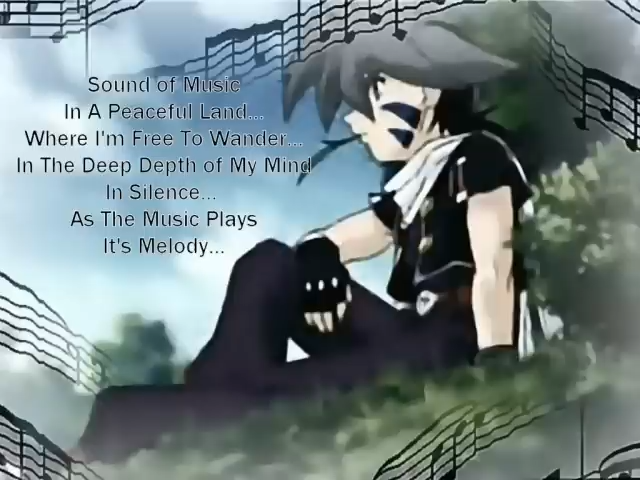 Sound of Music
In A Peaceful Land...
Where I'm Free To Wander...
In The Deep Depth of My Mind
In Silence...
As The Music Plays
It's Melody...